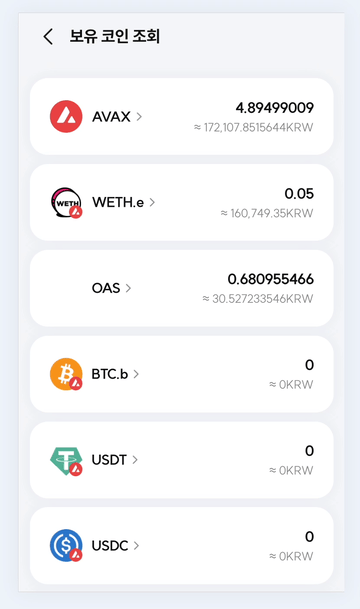 보유 코인 조회
AVAX
4.89499009
≈ 172,107.8515644KRW
WETH
WETH.e
0.05
≈ 160,749.35KRW
OAS
0.680955466
≈ 30.527233546KRW
BTC.b
0
≈ 0KRW
USDT
0
≈ 0KRW
USDC
0
≈ 0KRW